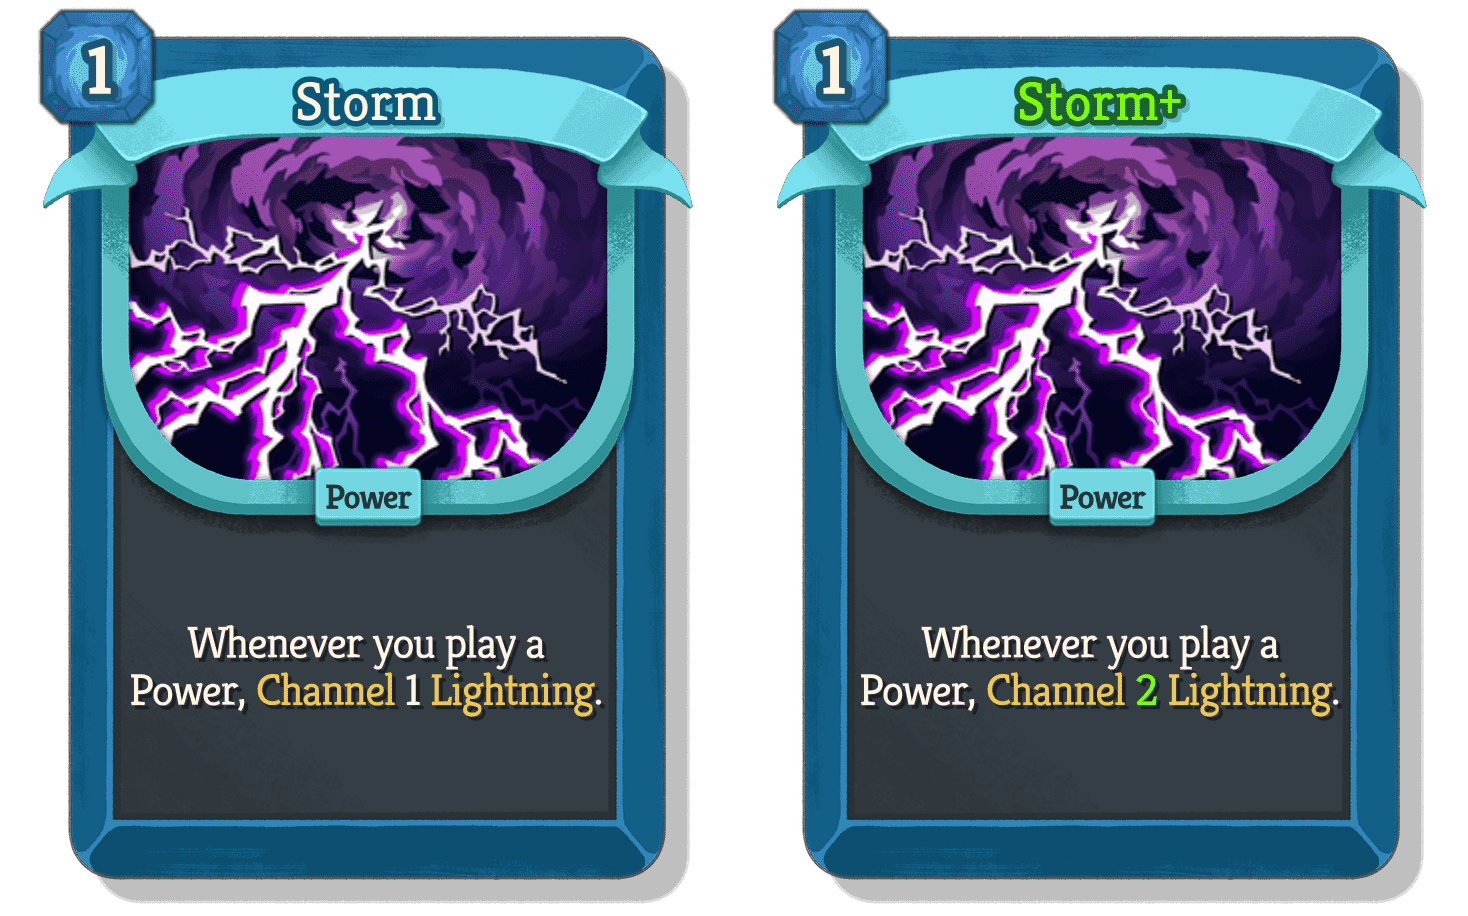 1
Storm
Power
Whenever you play a
Power, Channel 1 Lightning.
1
Storm+
Power
Whenever you play a
Power, Channel 2 Lightning.